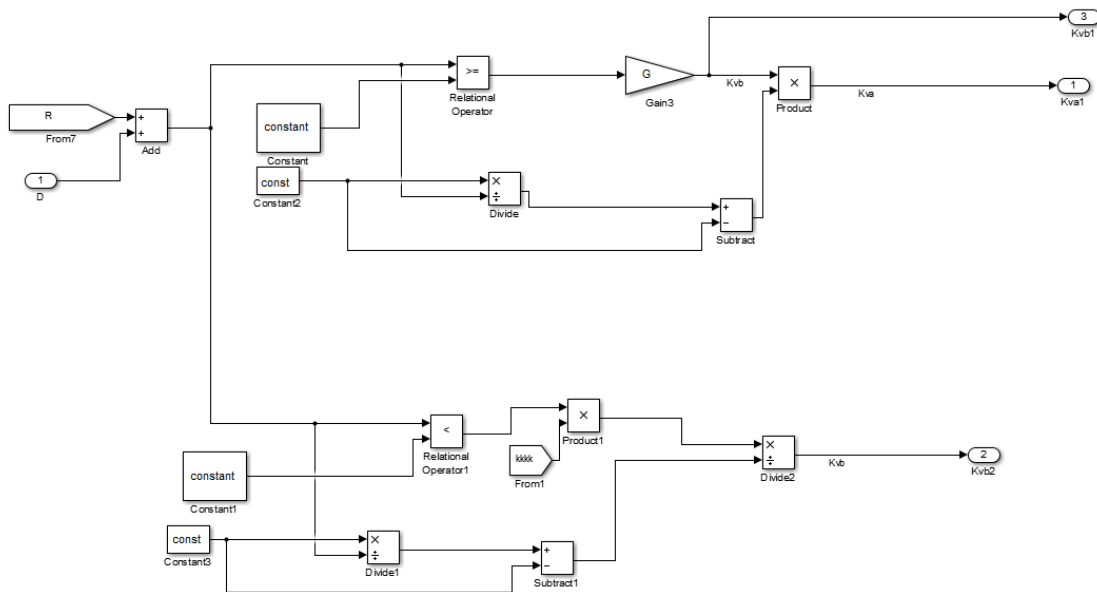 3
Kvb1
>=
Relational
Operator
G
Gain3
Kvb
×
Product
Kva
1
Kva1
R
From7
+
+
Add
constant
Constant
1
D
const
Constant2
×
÷
Divide
+
−
Subtract
<
Relational
Operator1
×
Product1
kkkk
From1
constant
Constant1
×
÷
Divide2
Kvb
2
Kvb2
const
Constant3
×
÷
Divide1
+
−
Subtract1